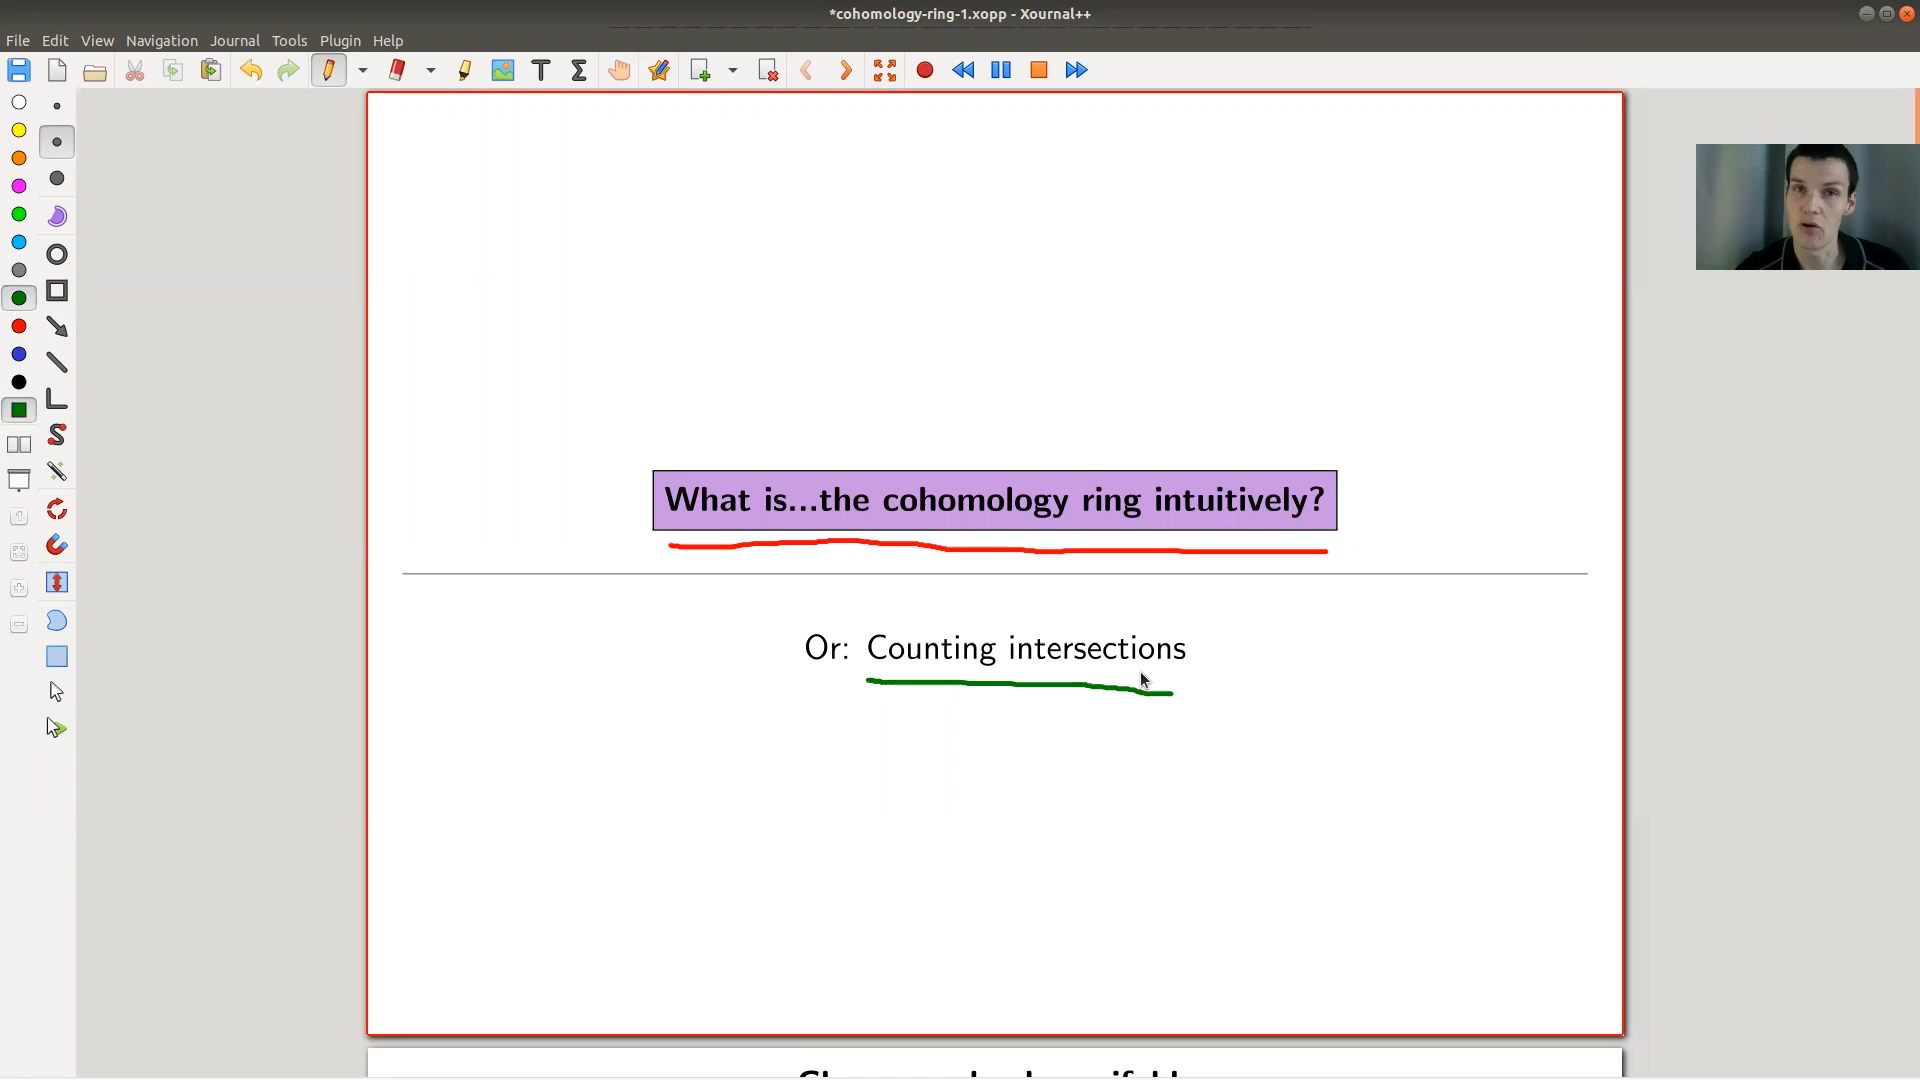 *cohomology-ring-1.xopp - Xournal++
File Edit View Navigation Journal Tools Plugin Help
What is...the cohomology ring intuitively?
Or: Counting intersections